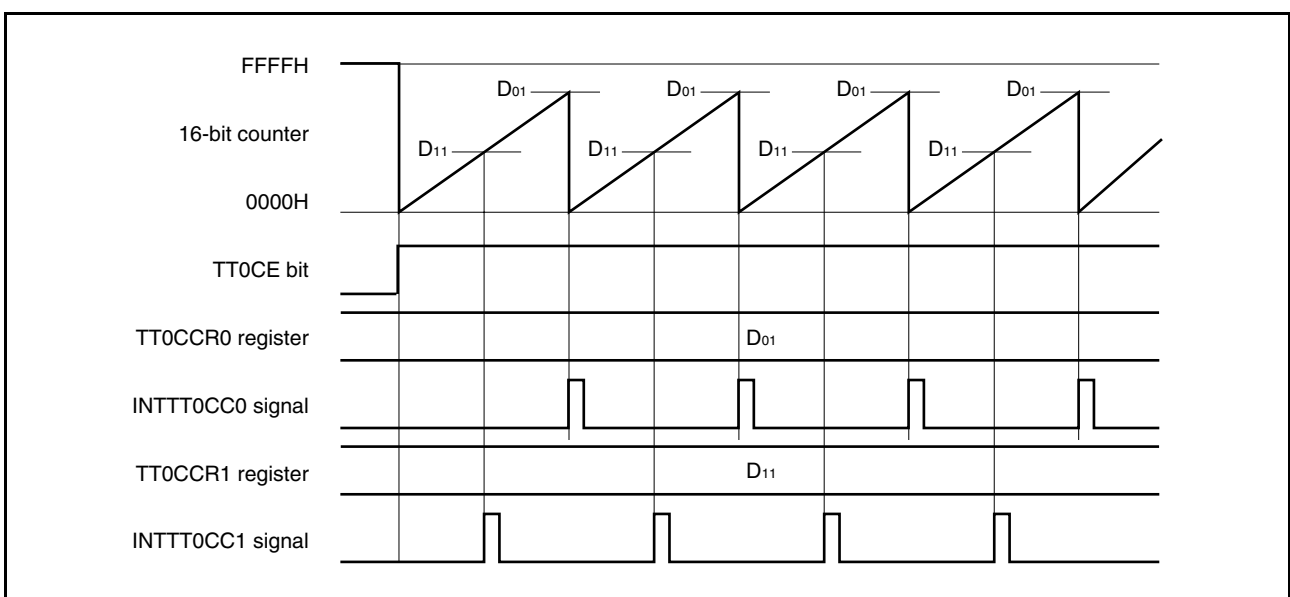 FFFFH
D01 D01 D01 D01
16-bit counter
D11 D11 D11 D11
0000H
TT0CE bit
TT0CCR0 register
D01
INTTT0CC0 signal
TT0CCR1 register
D11
INTTT0CC1 signal